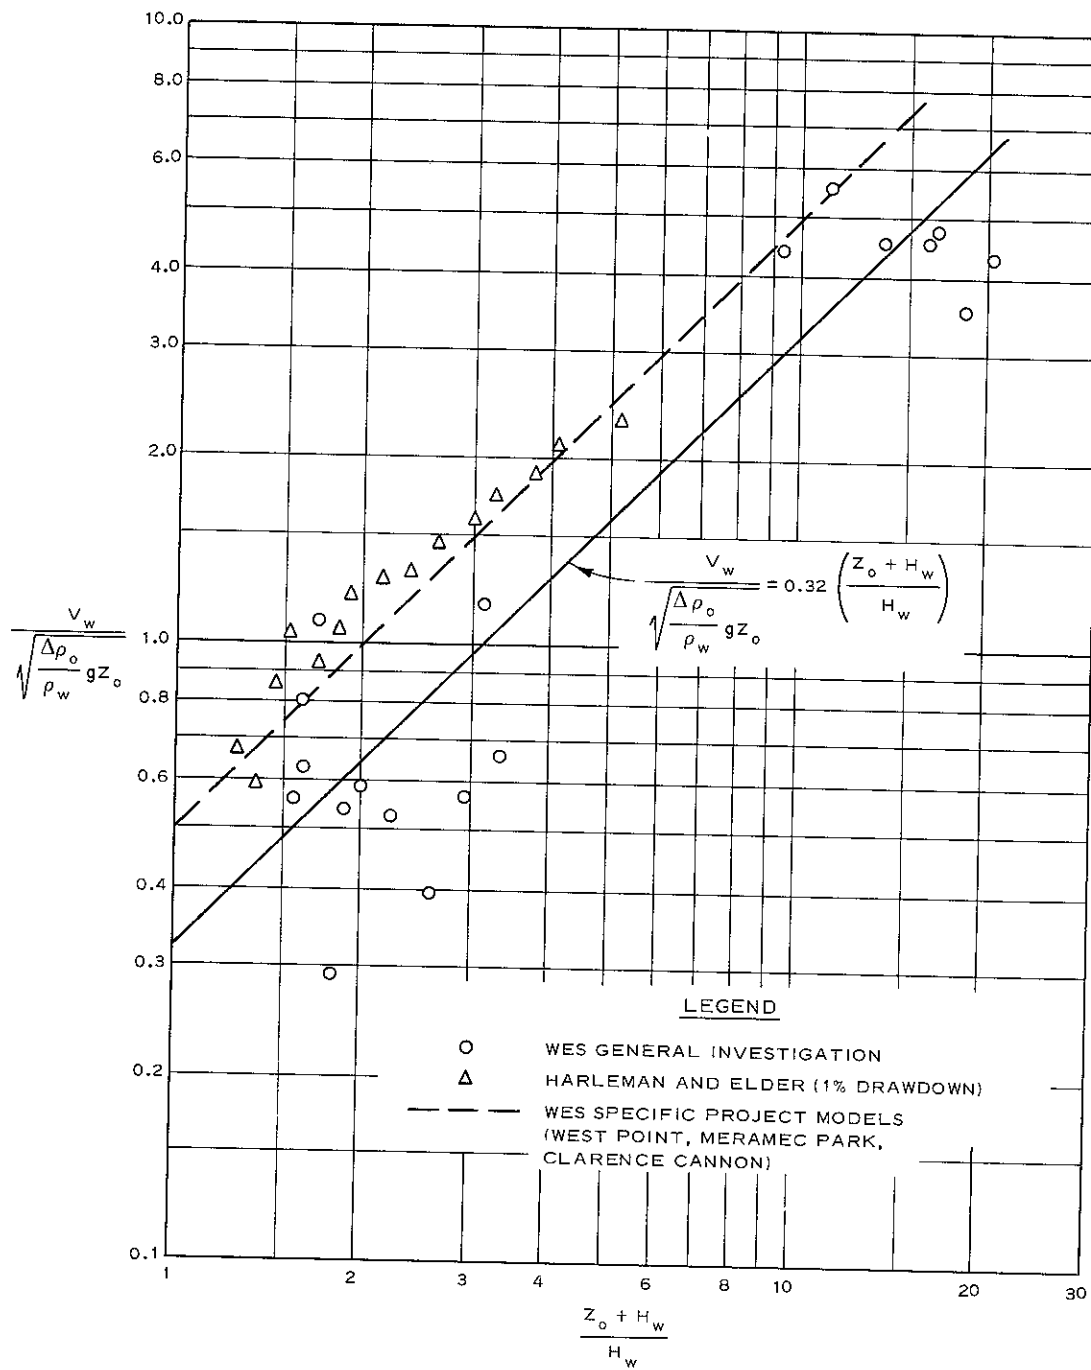 10.0
8.0
6.0
4.0
3.0
2.0
1.0
0.8
0.6
0.4
0.3
0.2
0.1
V_w
√(Δρ_o/ρ_w gZ_o)
V_w/√(Δρ_o/ρ_w gZ_o) = 0.32 (Z_o + H_w/H_w)
LEGEND
WES GENERAL INVESTIGATION
HARLEMAN AND ELDER (1% DRAWDOWN)
WES SPECIFIC PROJECT MODELS
(WEST POINT, MERAMEC PARK,
CLARENCE CANNON)
1 2 3 4 6 8 10 20 30
Z_o + H_w
H_w